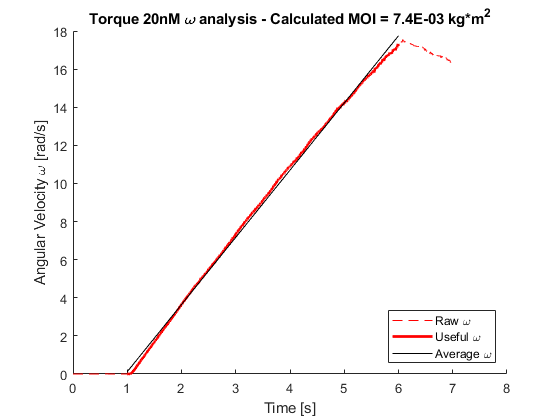 Torque 20nM ω analysis - Calculated MOI = 7.4E-03 kg*m²
Angular Velocity ω [rad/s]
18
16
14
12
10
8
6
4
2
0
0 1 2 3 4 5 6 7 8
Time [s]
Raw ω
Useful ω
Average ω